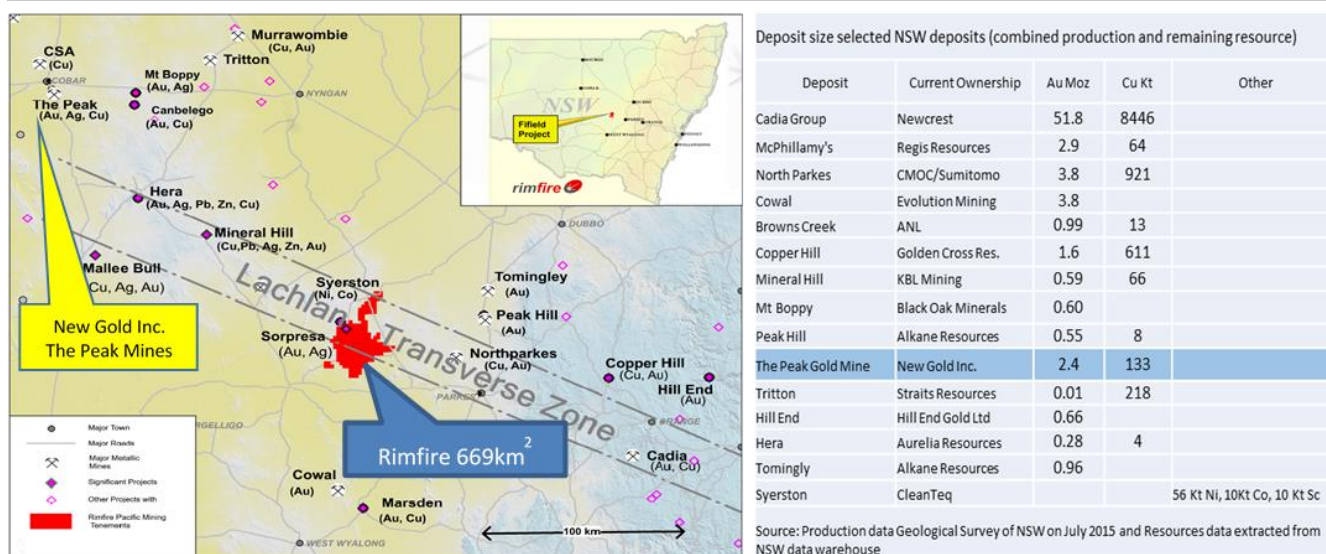 CSA
(Cu)
COBAR
The Peak
(Au, Ag, Cu)
Mt Boppy
(Au, Ag)
Canbelego
(Au, Cu)
Murrawombie
(Cu, Au)
Tritton
NYNGAN
Hera
(Au, Ag, Pb, Zn, Cu)
Mineral Hill
(Cu,Pb, Ag, Zn, Au)
Mallee Bull
Cu, Ag, Au)
New Gold Inc.
The Peak Mines
Lachlan Transverse Zone
Syerston
(Ni, Co)
Sorpresa
(Au, Ag)
DUBBO
Tomingley
(Au)
Peak Hill
(Au)
Northparkes
(Cu, Au)
Copper Hill
(Cu, Au)
Hill End
(Au)
PARKES
Rimfire 669km2
Cadia
(Au, Cu)
Cowal
(Au)
Marsden
(Au, Cu)
WEST WYALONG
100 km
NSW
Fifield
Project
rimfire
Major Town
Major Roads
Major Metallic
Mines
Significant Projects
Other Projects with
Rimfire Pacific Mining
Tenements
Deposit size selected NSW deposits (combined production and remaining resource)
Deposit Current Ownership Au Moz Cu Kt Other
Cadia Group Newcrest 51.8 8446
McPhillamy's Regis Resources 2.9 64
North Parkes CMOC/Sumitomo 3.8 921
Cowal Evolution Mining 3.8
Browns Creek ANL 0.99 13
Copper Hill Golden Cross Res. 1.6 611
Mineral Hill KBL Mining 0.59 66
Mt Boppy Black Oak Minerals 0.60
Peak Hill Alkane Resources 0.55 8
The Peak Gold Mine New Gold Inc. 2.4 133
Tritton Straits Resources 0.01 218
Hill End Hill End Gold Ltd 0.66
Hera Aurelia Resources 0.28 4
Tomingly Alkane Resources 0.96
Syerston CleanTeq 56 Kt Ni, 10Kt Co, 10 Kt Sc
Source: Production data Geological Survey of NSW on July 2015 and Resources data extracted from
NSW data warehouse